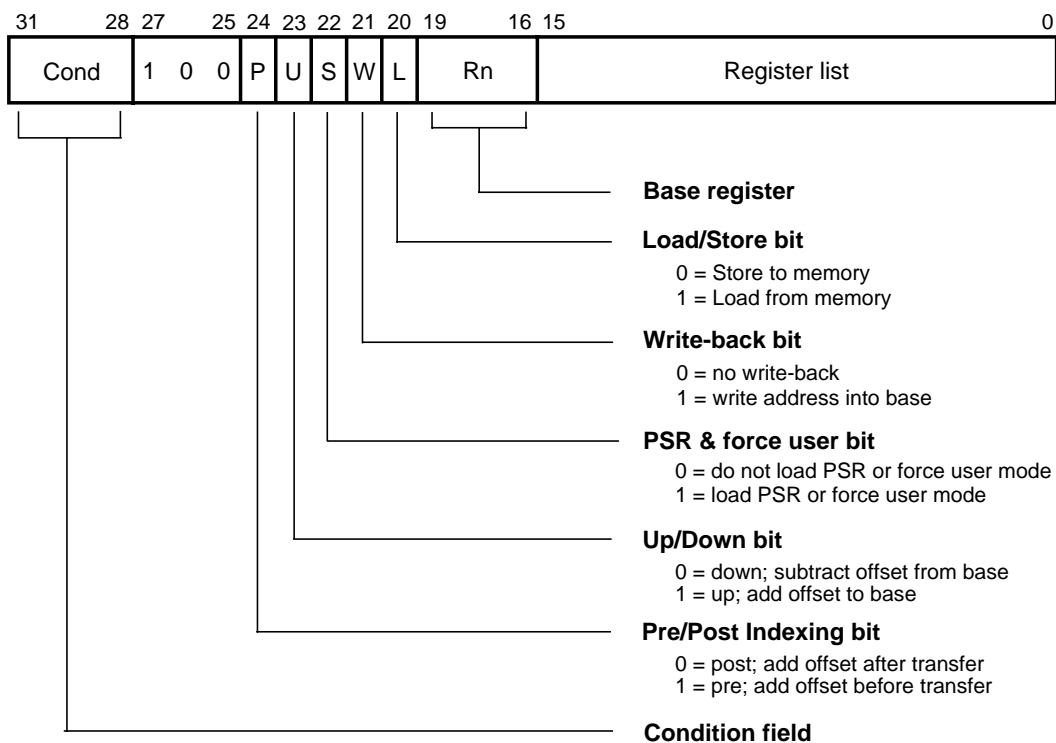 31 28 27 25 24 23 22 21 20 19 16 15 0
Cond 1 0 0 P U S W L Rn Register list
Base register
Load/Store bit
0 = Store to memory
1 = Load from memory
Write-back bit
0 = no write-back
1 = write address into base
PSR & force user bit
0 = do not load PSR or force user mode
1 = load PSR or force user mode
Up/Down bit
0 = down; subtract offset from base
1 = up; add offset to base
Pre/Post Indexing bit
0 = post; add offset after transfer
1 = pre; add offset before transfer
Condition field